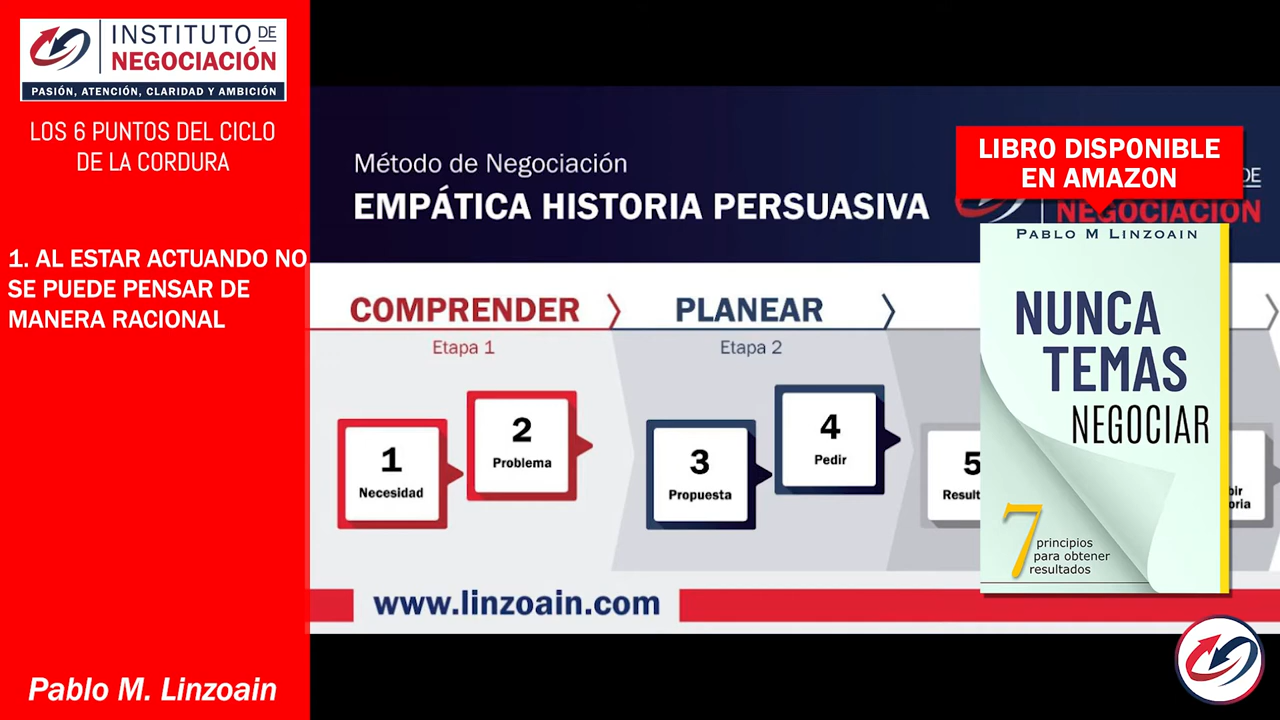 INSTITUTO DE
NEGOCIACIÓN
PASIÓN, ATENCIÓN, CLARIDAD Y AMBICIÓN
LOS 6 PUNTOS DEL CICLO
DE LA CORDURA
1. AL ESTAR ACTUANDO NO
SE PUEDE PENSAR DE
MANERA RACIONAL
Pablo M. Linzoain
Método de Negociación
EMPÁTICA HISTORIA PERSUASIVA
COMPRENDER
Etapa 1
1
Necesidad
2
Problema
PLANEAR
Etapa 2
3
Propuesta
4
Pedir
5
www.linzoain.com
LIBRO DISPONIBLE
EN AMAZON
DE
NEGOCIACIÓN
PABLO M LINZOAIN
NUNCA
TEMAS
NEGOCIAR
7 principios
para obtener
resultados